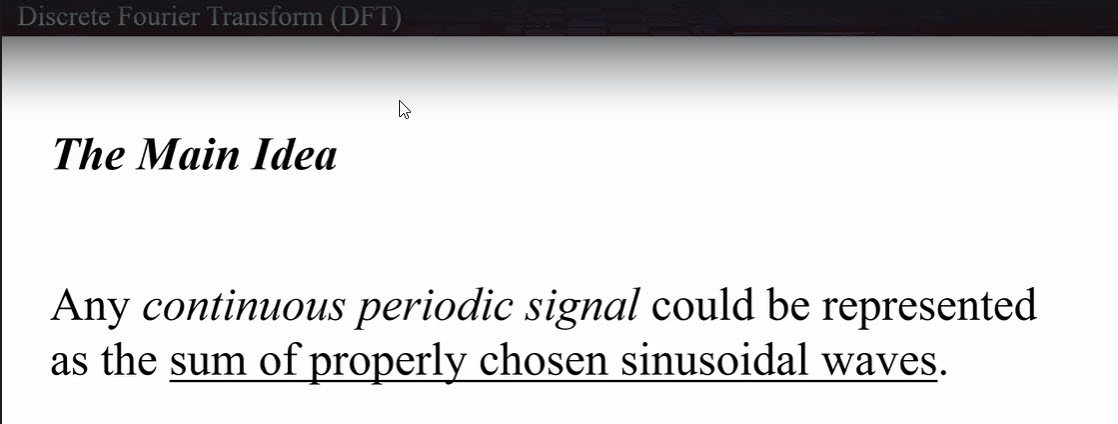 Discrete Fourier Transform (DFT)
The Main Idea
Any continuous periodic signal could be represented
as the sum of properly chosen sinusoidal waves.